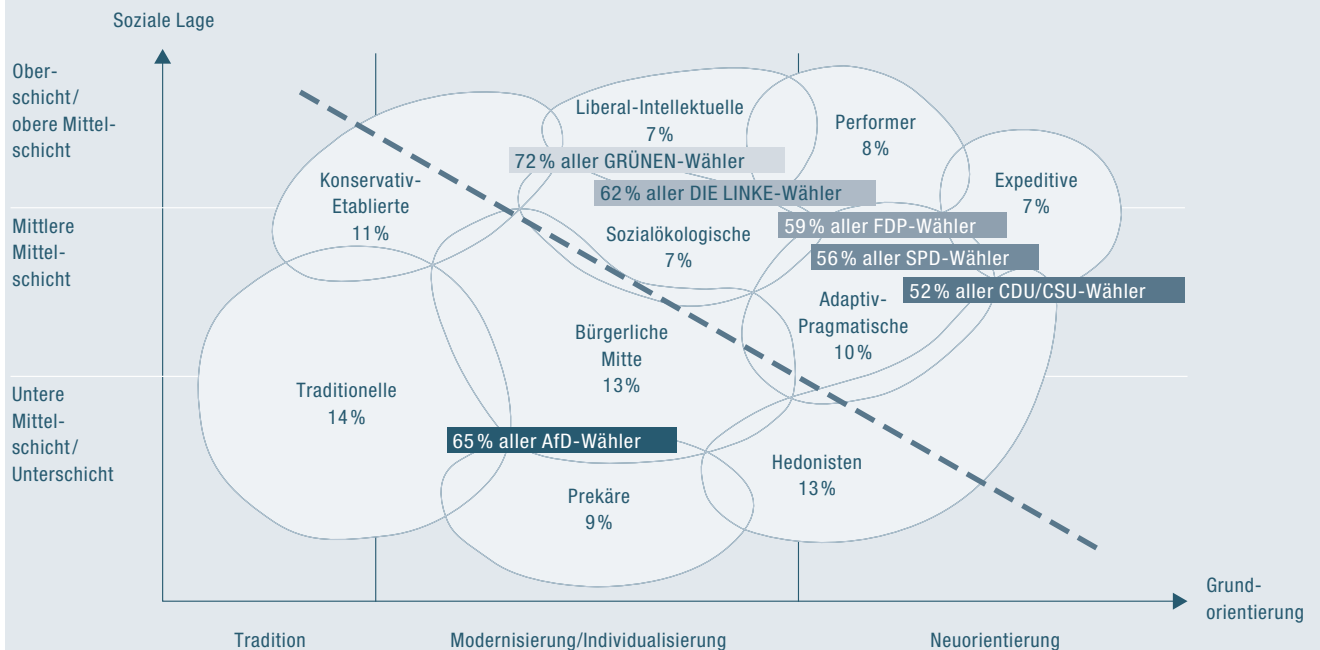 Soziale Lage
Ober-
schicht/
obere Mittel-
schicht
Mittlere
Mittel-
schicht
Untere
Mittel-
schicht/
Unterschicht
Liberal-Intellektuelle
7%
Performer
8%
72% aller GRÜNEN-Wähler
Konservativ-
Etablierte
11%
Expeditive
7%
62% aller DIE LINKE-Wähler
59% aller FDP-Wähler
Sozialökologische
7%
56% aller SPD-Wähler
52% aller CDU/CSU-Wähler
Adaptiv-
Pragmatische
10%
Bürgerliche
Mitte
13%
Traditionelle
14%
65% aller AfD-Wähler
Hedonisten
13%
Prekäre
9%
Grund-
orientierung
Tradition
Modernisierung/Individualisierung
Neuorientierung